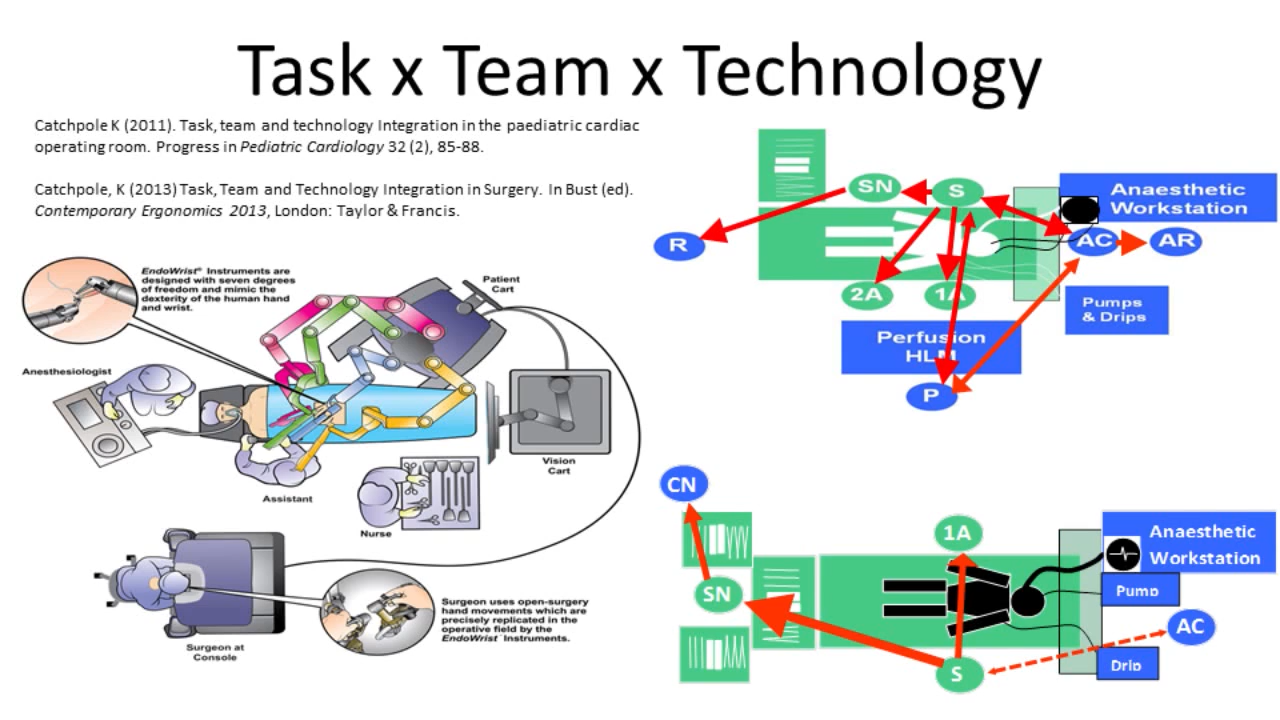 Task x Team x Technology
Catchpole K (2011). Task, team and technology Integration in the paediatric cardiac
operating room. Progress in Pediatric Cardiology 32 (2), 85-88.
Catchpole, K (2013) Task, Team and Technology Integration in Surgery. In Bust (ed).
Contemporary Ergonomics 2013, London: Taylor & Francis.
EndoWrist® Instruments are
designed with seven degrees
of freedom and mimic the
dexterity of the human hand
and wrist.
Patient
Cart
Anesthesiologist
Vision
Cart
Assistant
Nurse
Surgeon uses open-surgery
hand movements which are
precisely replicated in the
operative field by the
EndoWrist® Instruments.
Surgeon at
Console
SN
S
Anaesthetic
Workstation
R
AC
AR
2A
1A
Pumps
& Drips
Perfusion
HLM
P
CN
1A
Anaesthetic
Workstation
SN
Pump
AC
Drip
S